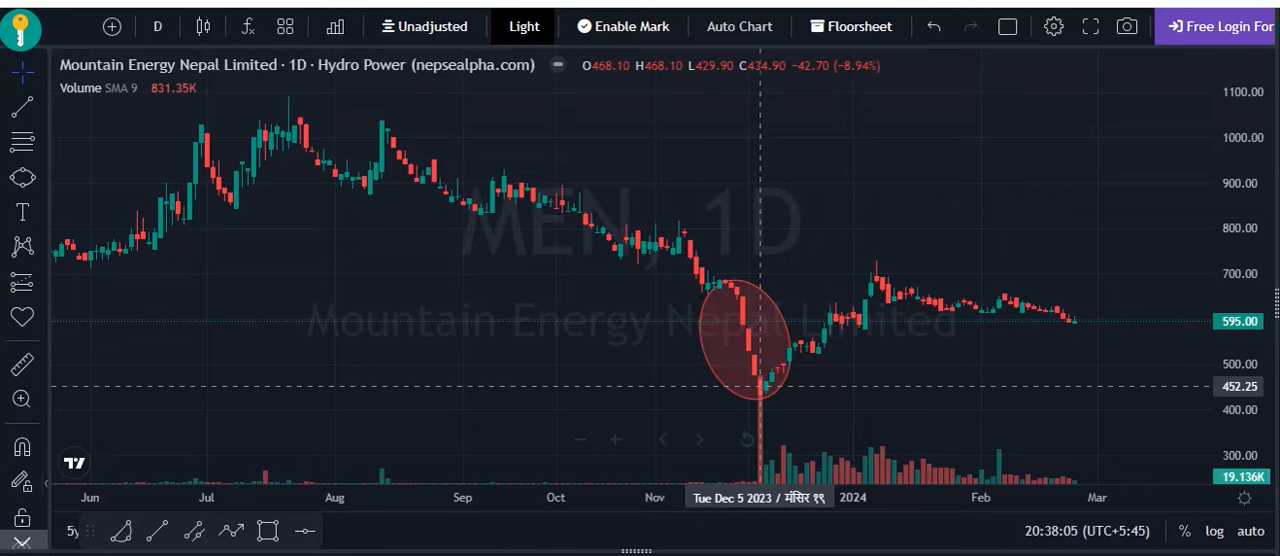 D Unadjusted Light Enable Mark Auto Chart Floorsheet Free Login For
Mountain Energy Nepal Limited · 1D · Hydro Power (nepsealpha.com) O468.10 H468.10 L429.90 C434.90 −42.70 (−8.94%)
Volume SMA 9 831.35K
MEN, 1D
Mountain Energy Nepal Limited
1100.00
1000.00
900.00
800.00
700.00
595.00
500.00
452.25
400.00
300.00
19.136K
Jun Jul Aug Sep Oct Nov Tue Dec 5 2023 / मंसिर १९ 2024 Feb Mar
5y 20:38:05 (UTC+5:45) % log auto